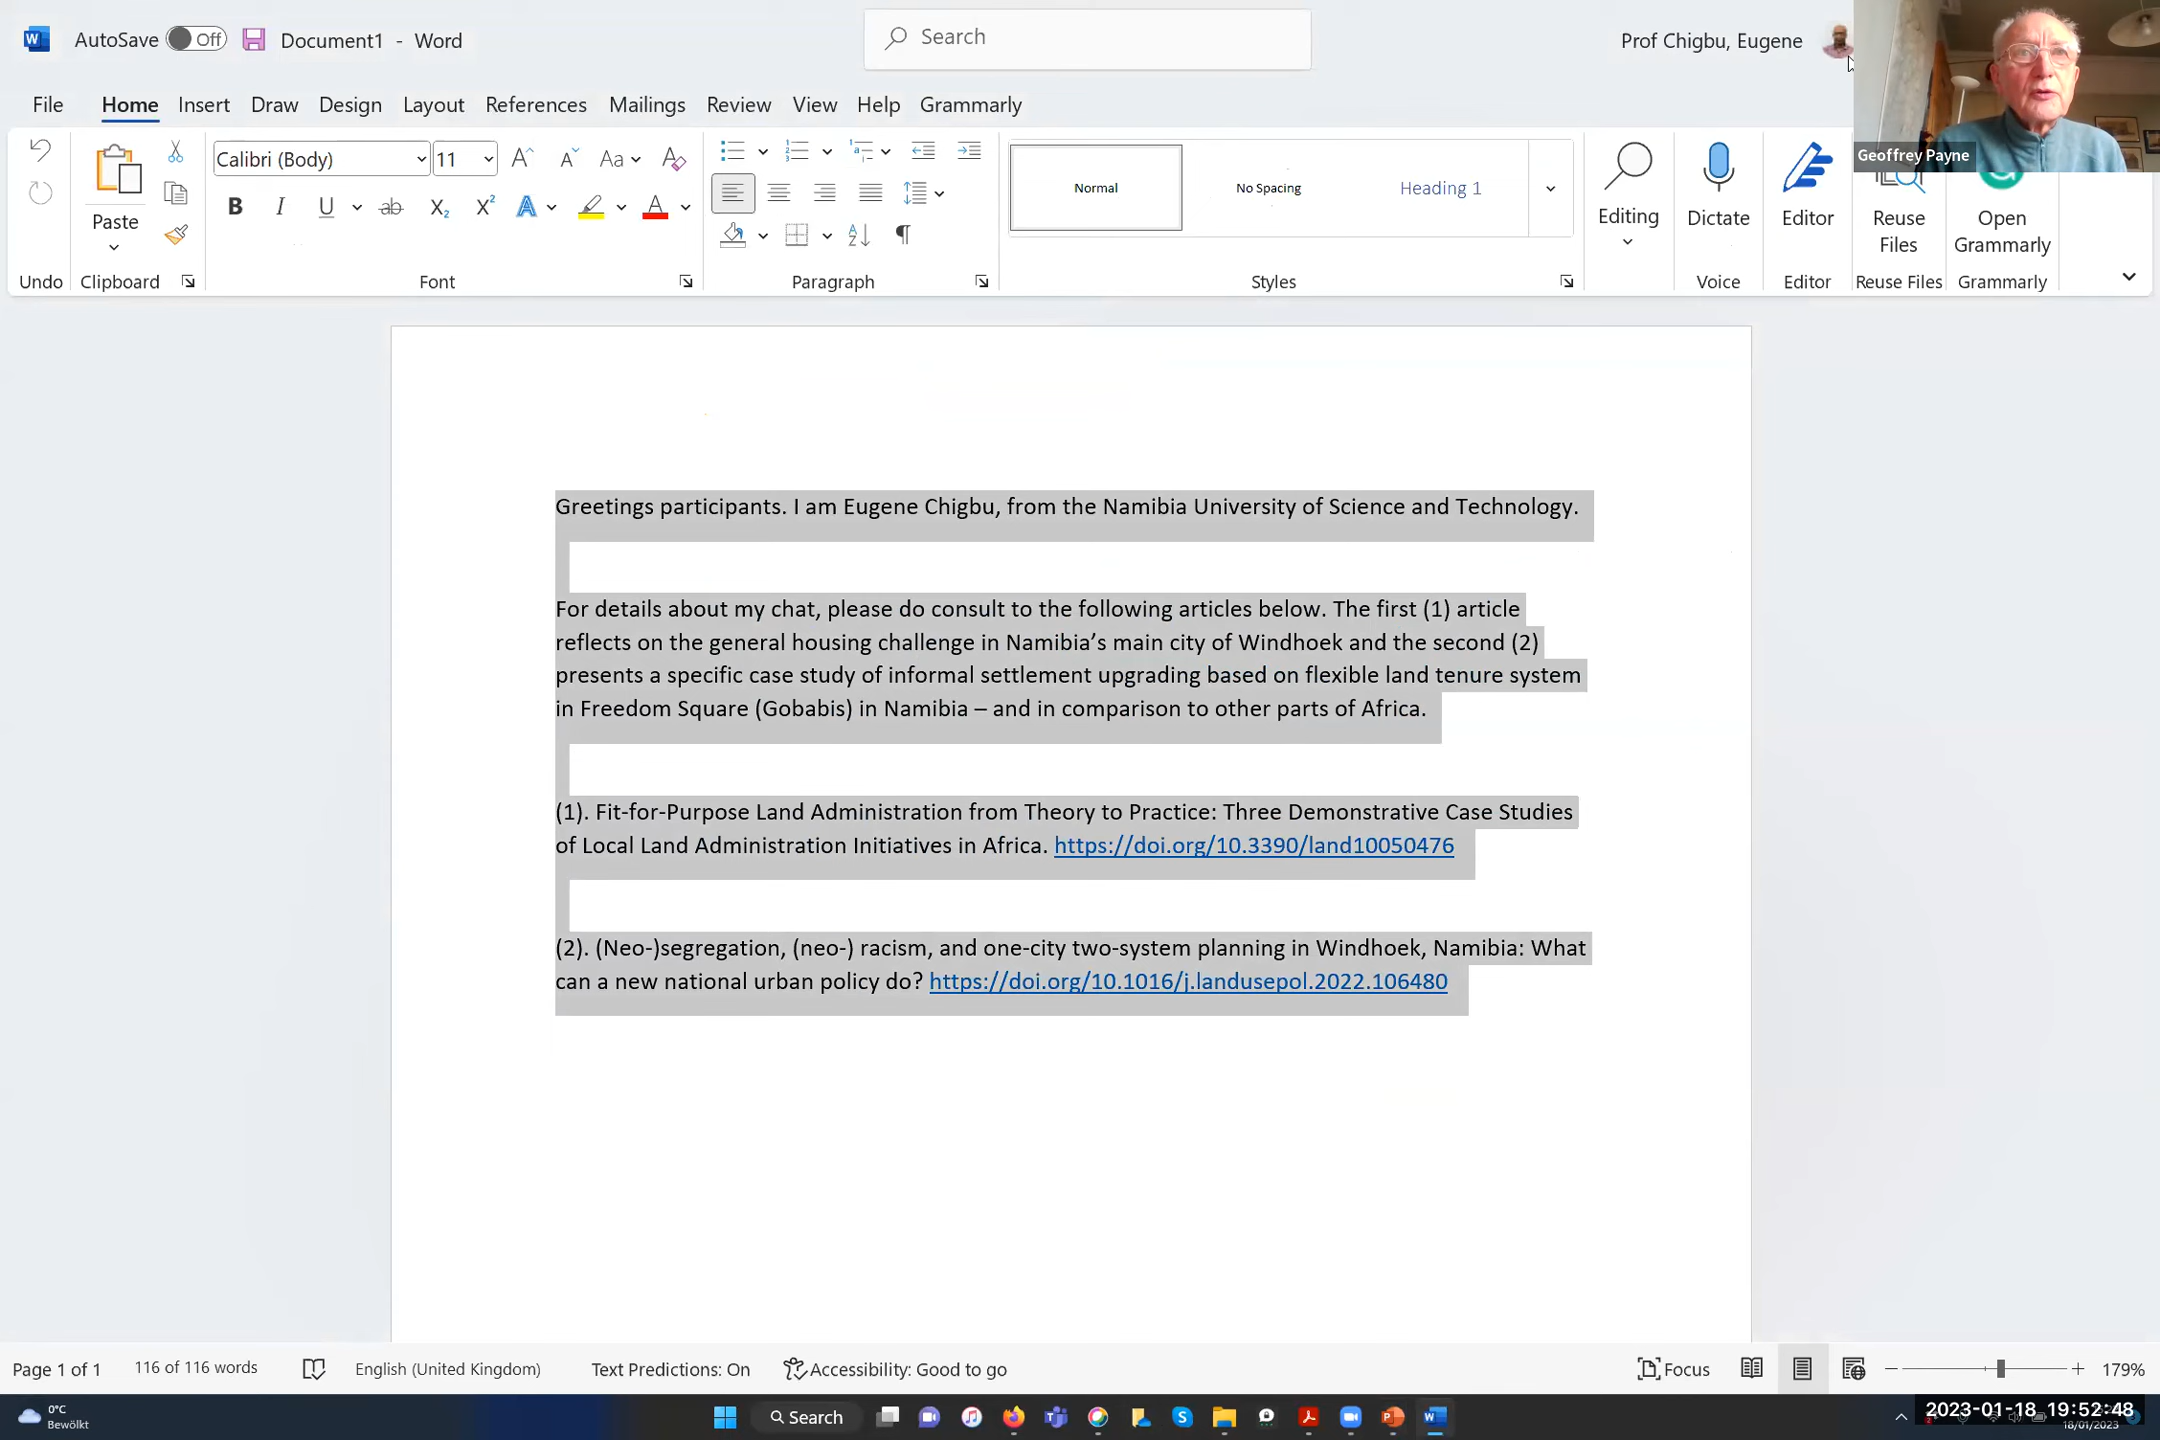 AutoSave Off Document1 - Word
Search
Prof Chigbu, Eugene
Geoffrey Payne
File Home Insert Draw Design Layout References Mailings Review View Help Grammarly
Calibri (Body) 11
Paste
Normal
No Spacing
Heading 1
Editing
Dictate
Editor
Reuse Files
Open Grammarly
Undo Clipboard Font Paragraph Styles Voice Editor Reuse Files Grammarly
Greetings participants. I am Eugene Chigbu, from the Namibia University of Science and Technology.
For details about my chat, please do consult to the following articles below. The first (1) article
reflects on the general housing challenge in Namibia’s main city of Windhoek and the second (2)
presents a specific case study of informal settlement upgrading based on flexible land tenure system
in Freedom Square (Gobabis) in Namibia – and in comparison to other parts of Africa.
(1). Fit-for-Purpose Land Administration from Theory to Practice: Three Demonstrative Case Studies
of Local Land Administration Initiatives in Africa. https://doi.org/10.3390/land10050476
(2). (Neo-)segregation, (neo-) racism, and one-city two-system planning in Windhoek, Namibia: What
can a new national urban policy do? https://doi.org/10.1016/j.landusepol.2022.106480
Page 1 of 1 116 of 116 words English (United Kingdom) Text Predictions: On Accessibility: Good to go Focus 179%
0°C
Bewölkt
Search
2023-01-18 19:52:48
18/01/2023